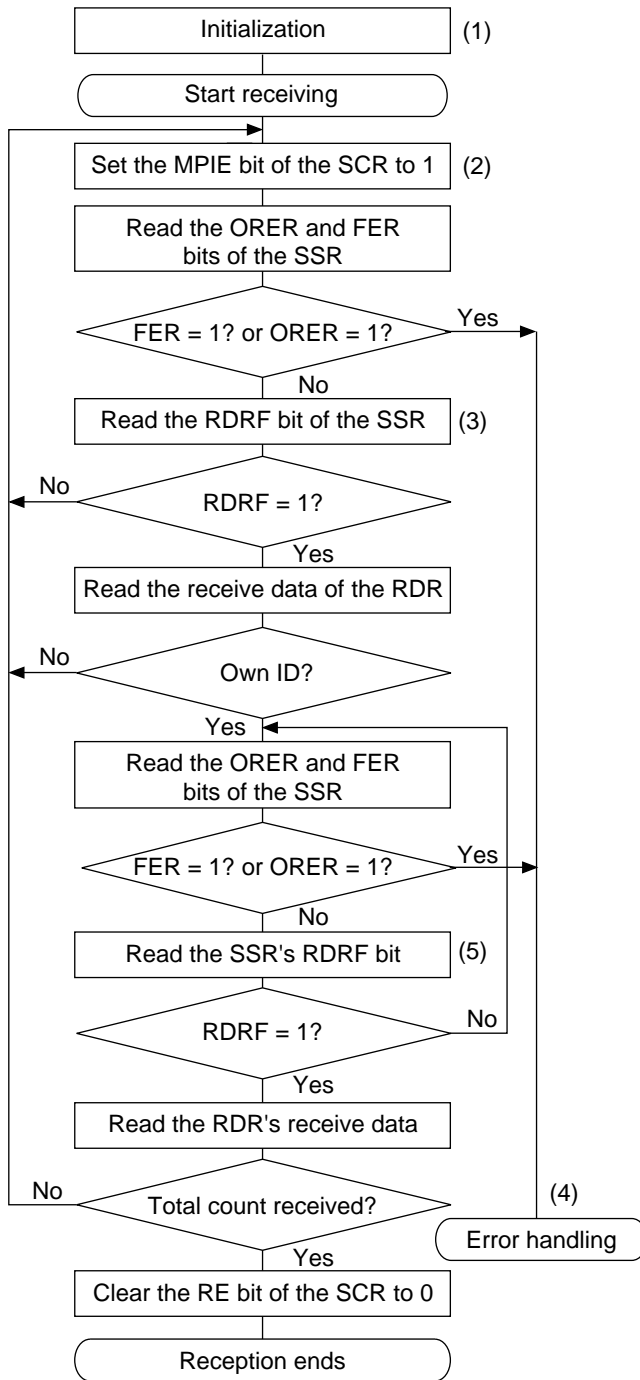 Initialization (1)
Start receiving
Set the MPIE bit of the SCR to 1 (2)
Read the ORER and FER
bits of the SSR
FER = 1? or ORER = 1? Yes
No
Read the RDRF bit of the SSR (3)
No
RDRF = 1?
Yes
Read the receive data of the RDR
No
Own ID?
Yes
Read the ORER and FER
bits of the SSR
FER = 1? or ORER = 1? Yes
No
Read the SSR's RDRF bit (5)
RDRF = 1? No
Yes
Read the RDR's receive data
No
Total count received? (4)
Error handling
Yes
Clear the RE bit of the SCR to 0
Reception ends